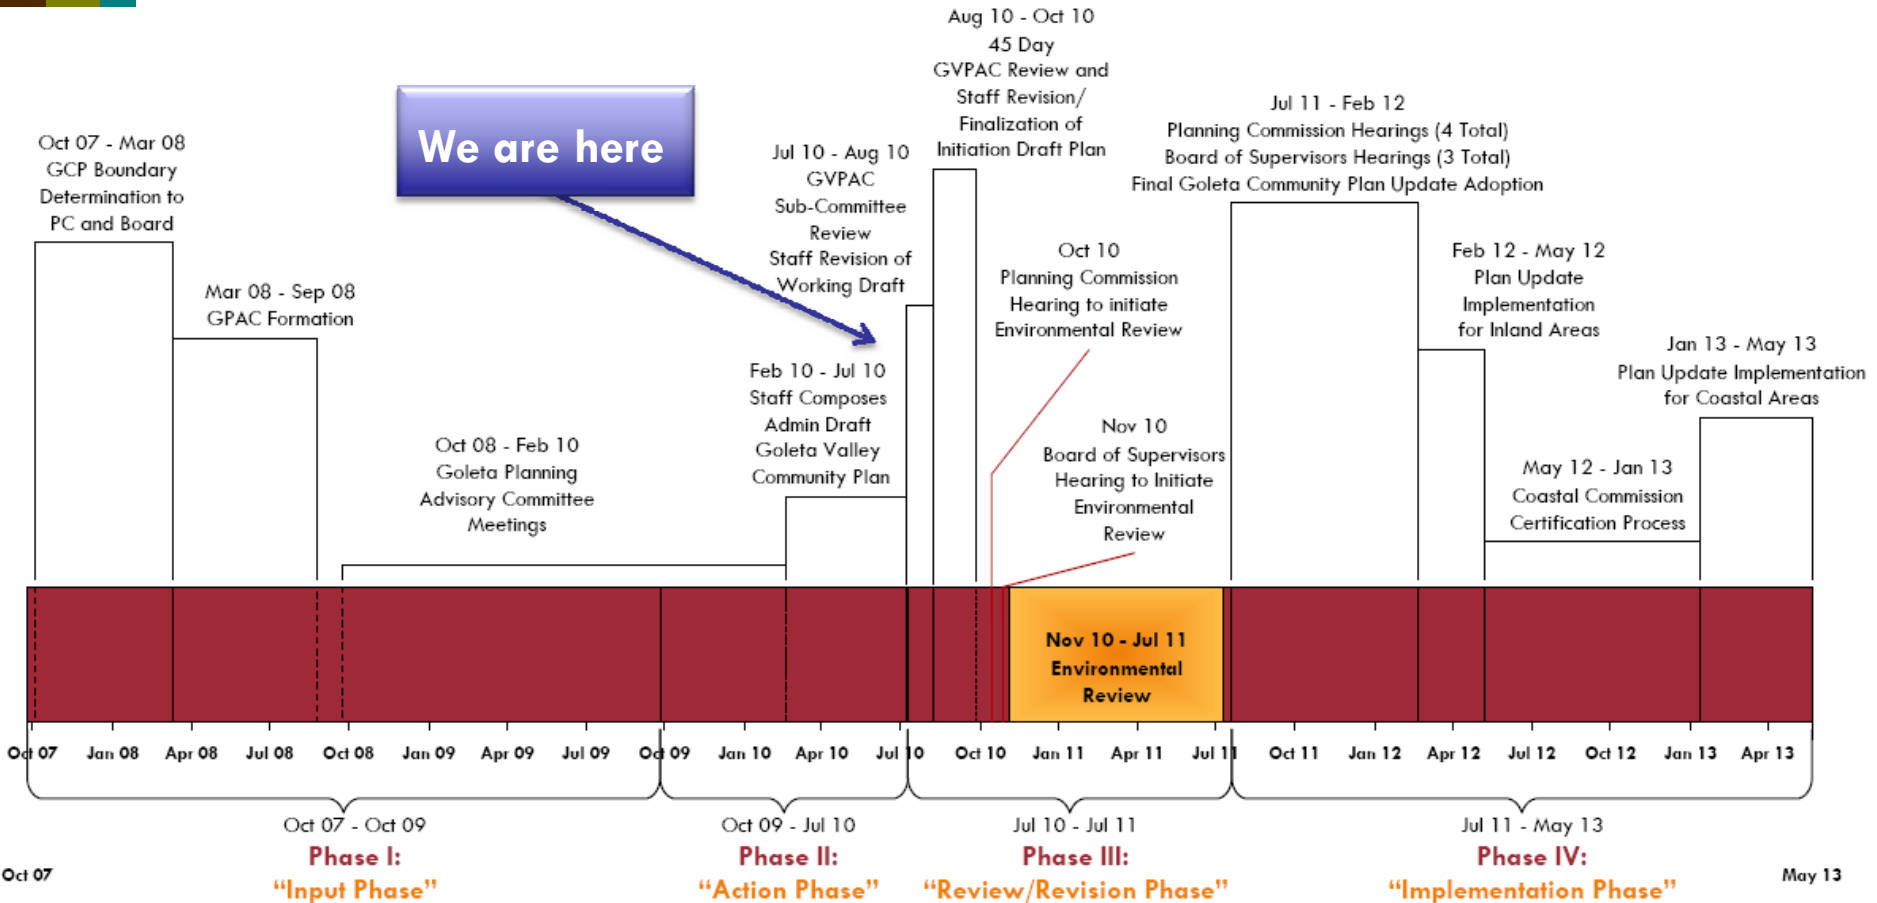 Aug 10 - Oct 10
45 Day
GVPAC Review and
Staff Revision/
Finalization of
Initiation Draft Plan
We are here
Oct 07 - Mar 08
GCP Boundary
Determination to
PC and Board
Mar 08 - Sep 08
GPAC Formation
Oct 08 - Feb 10
Goleta Planning
Advisory Committee
Meetings
Jul 10 - Aug 10
GVPAC
Sub-Committee
Review
Staff Revision of
Working Draft
Feb 10 - Jul 10
Staff Composes
Admin Draft
Goleta Valley
Community Plan
Oct 10
Planning Commission
Hearing to initiate
Environmental Review
Nov 10
Board of Supervisors
Hearing to Initiate
Environmental
Review
Jul 11 - Feb 12
Planning Commission Hearings (4 Total)
Board of Supervisors Hearings (3 Total)
Final Goleta Community Plan Update Adoption
Feb 12 - May 12
Plan Update
Implementation
for Inland Areas
May 12 - Jan 13
Coastal Commission
Certification Process
Jan 13 - May 13
Plan Update Implementation
for Coastal Areas
Nov 10 - Jul 11
Environmental
Review
Oct 07 Jan 08 Apr 08 Jul 08 Oct 08 Jan 09 Apr 09 Jul 09 Oct 09 Jan 10 Apr 10 Jul 10 Oct 10 Jan 11 Apr 11 Jul 11 Oct 11 Jan 12 Apr 12 Jul 12 Oct 12 Jan 13 Apr 13
Oct 07 - Oct 09
Phase I:
“Input Phase”
Oct 09 - Jul 10
Phase II:
“Action Phase”
Jul 10 - Jul 11
Phase III:
“Review/Revision Phase”
Jul 11 - May 13
Phase IV:
“Implementation Phase”
Oct 07
May 13